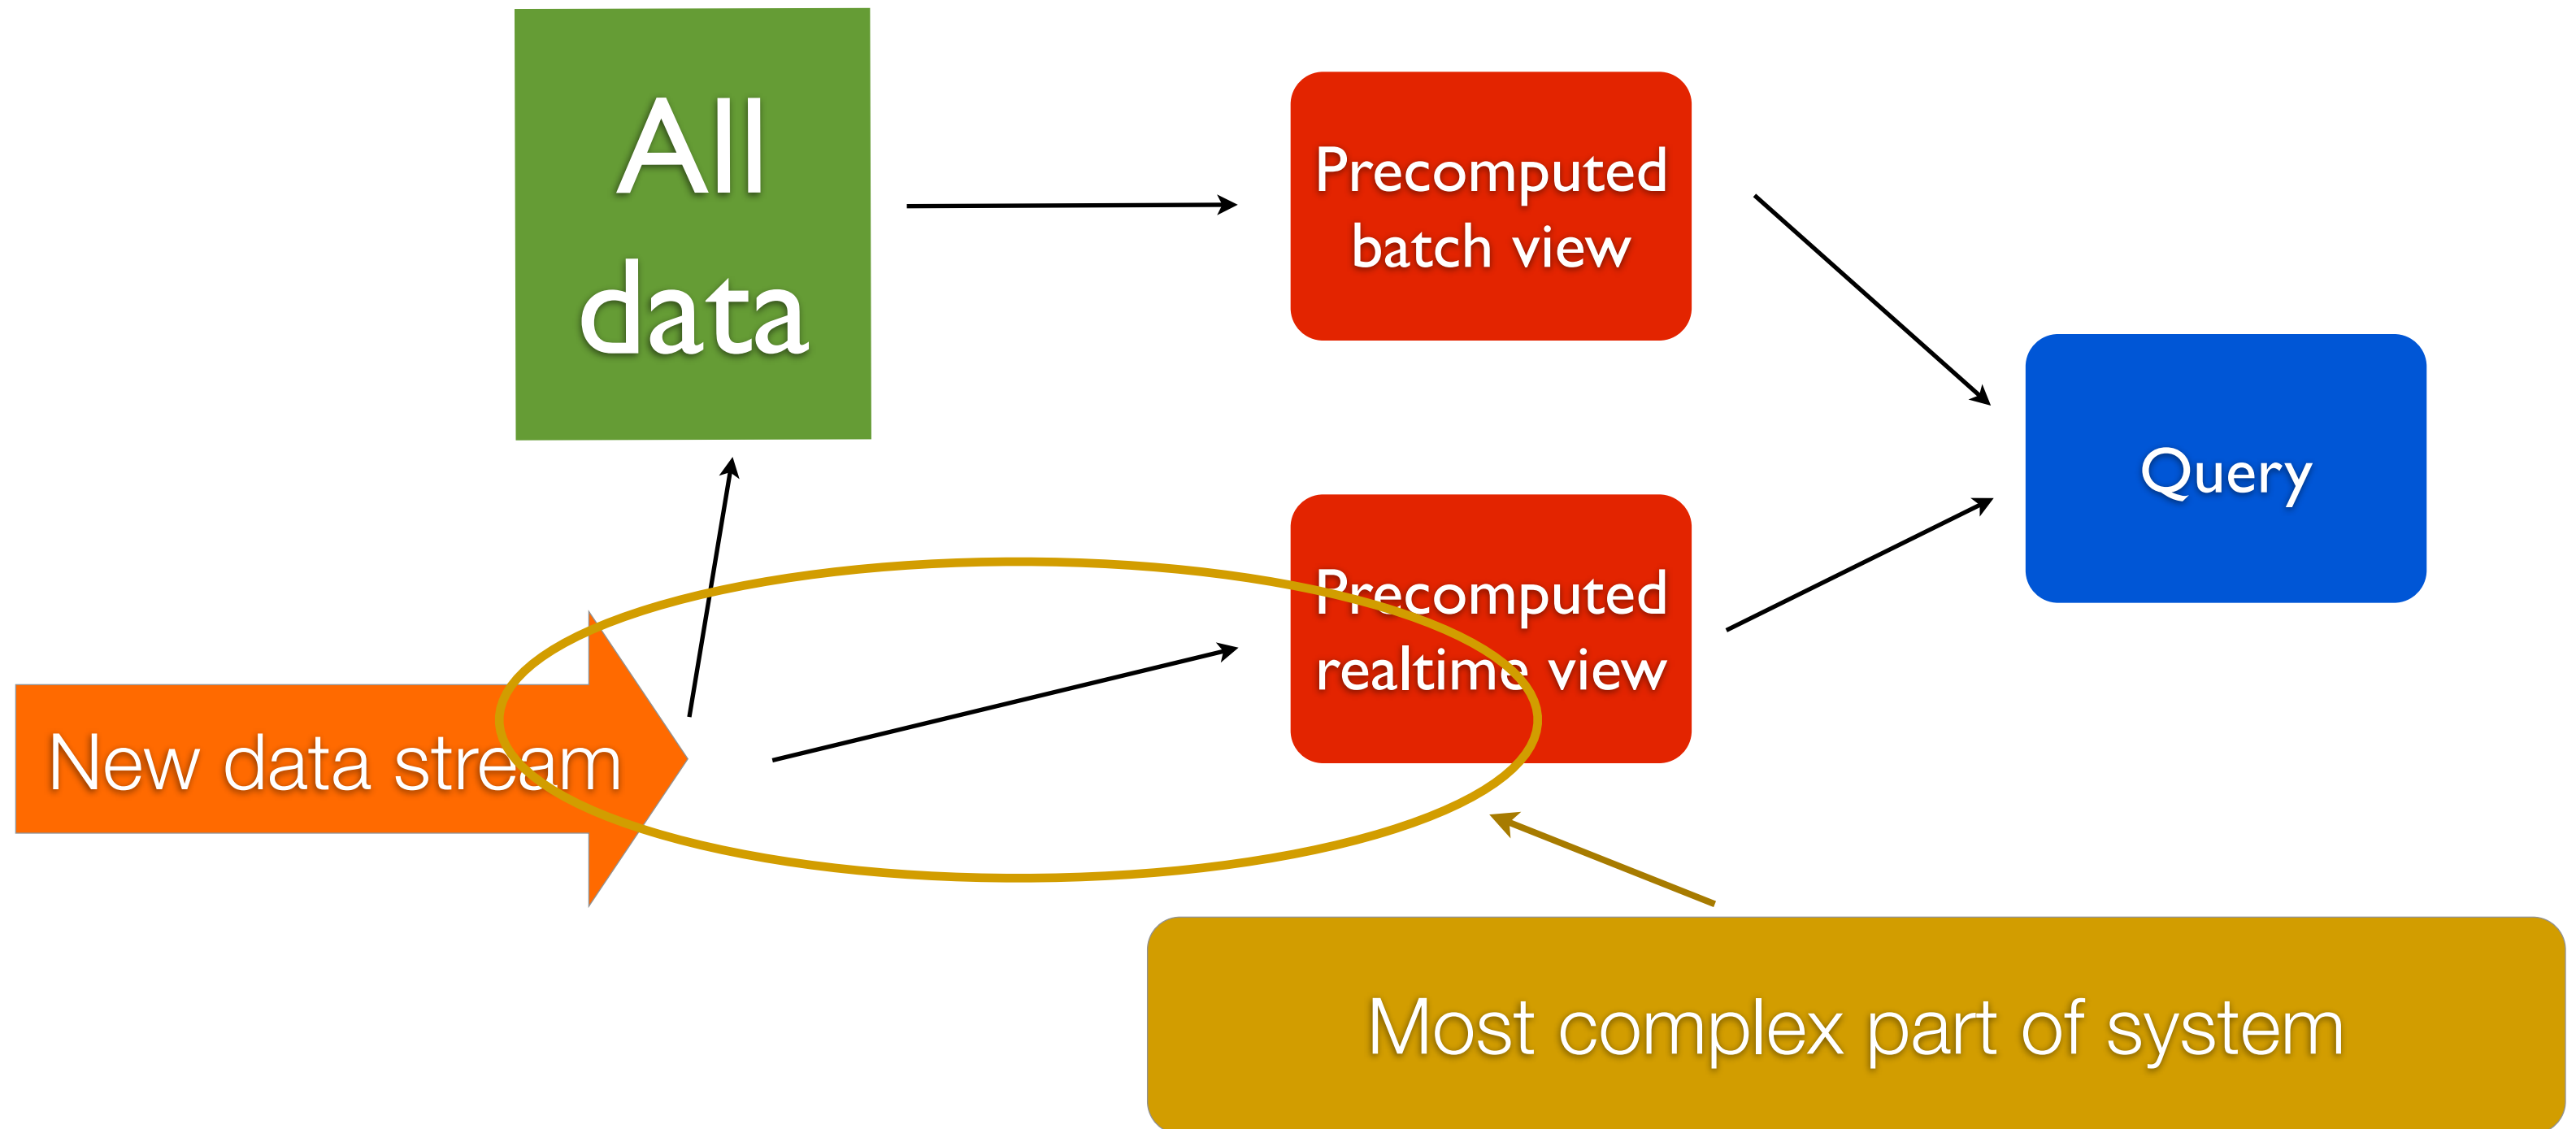 All
data
Precomputed
batch view
Query
Precomputed
realtime view
New data stream
Most complex part of system